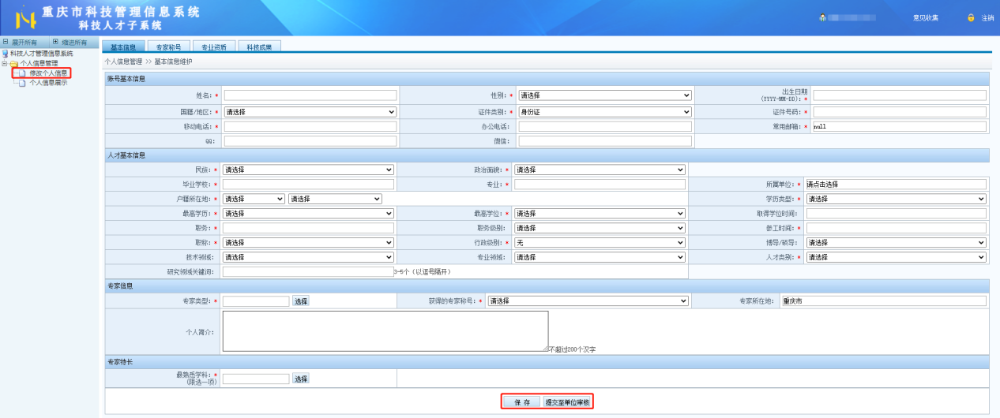 重庆市科技管理信息系统
科技人才子系统
意见收集 注销
展开所有 缩进所有
科技人才管理信息系统
个人信息管理
修改个人信息
个人信息展示
基本信息 专家称号 专业资质 科技成果
个人信息管理 >> 基本信息维护
账号基本信息
姓名: * 性别: * 请选择 出生日期
(YYYY-MM-DD): *
国籍/地区: * 请选择 证件类别: * 身份证 证件号码: *
移动电话: * 办公电话: 常用邮箱: * null
QQ: 微信:
人才基本信息
民族: * 请选择 政治面貌: * 请选择
毕业学校: * 专业: * 所属单位: * 请点击选择
户籍所在地: * 请选择 请选择 学历类型: * 请选择
最高学历: * 请选择 最高学位: * 请选择 取得学位时间:
职务: * 职务级别: 请选择 参工时间: *
职称: * 请选择 行政级别: * 无 博导/硕导: 请选择
技术领域: 请选择 专业领域: 请选择 人才类别: * 请选择
研究领域关键词: 3-5个（以逗号隔开）
专家信息
专家类型: * 选择 获得的专家称号: * 请选择 专家所在地: 重庆市
个人简介: 不超过200个汉字
专家特长
最熟悉学科: *
(限选一项) 选择
保 存 提交至单位审核